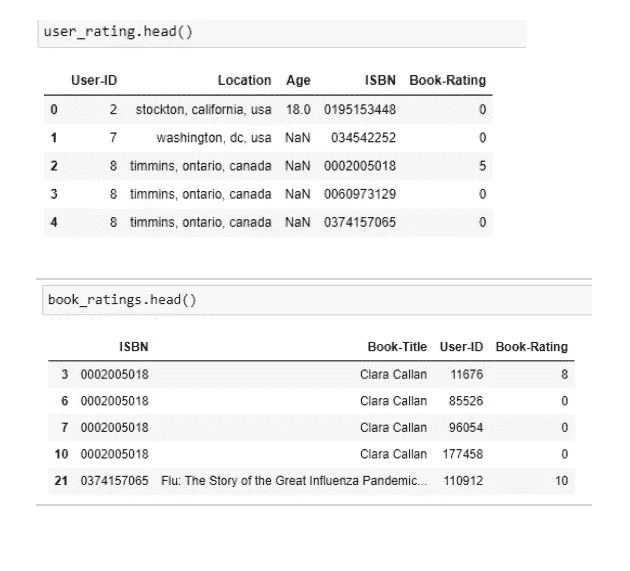 user_rating.head()
User-ID Location Age ISBN Book-Rating
0 2 stockton, california, usa 18.0 0195153448 0
1 7 washington, dc, usa NaN 034542252 0
2 8 timmins, ontario, canada NaN 0002005018 5
3 8 timmins, ontario, canada NaN 0060973129 0
4 8 timmins, ontario, canada NaN 0374157065 0
book_ratings.head()
ISBN Book-Title User-ID Book-Rating
3 0002005018 Clara Callan 11676 8
6 0002005018 Clara Callan 85526 0
7 0002005018 Clara Callan 96054 0
10 0002005018 Clara Callan 177458 0
21 0374157065 Flu: The Story of the Great Influenza Pandemic... 110912 10